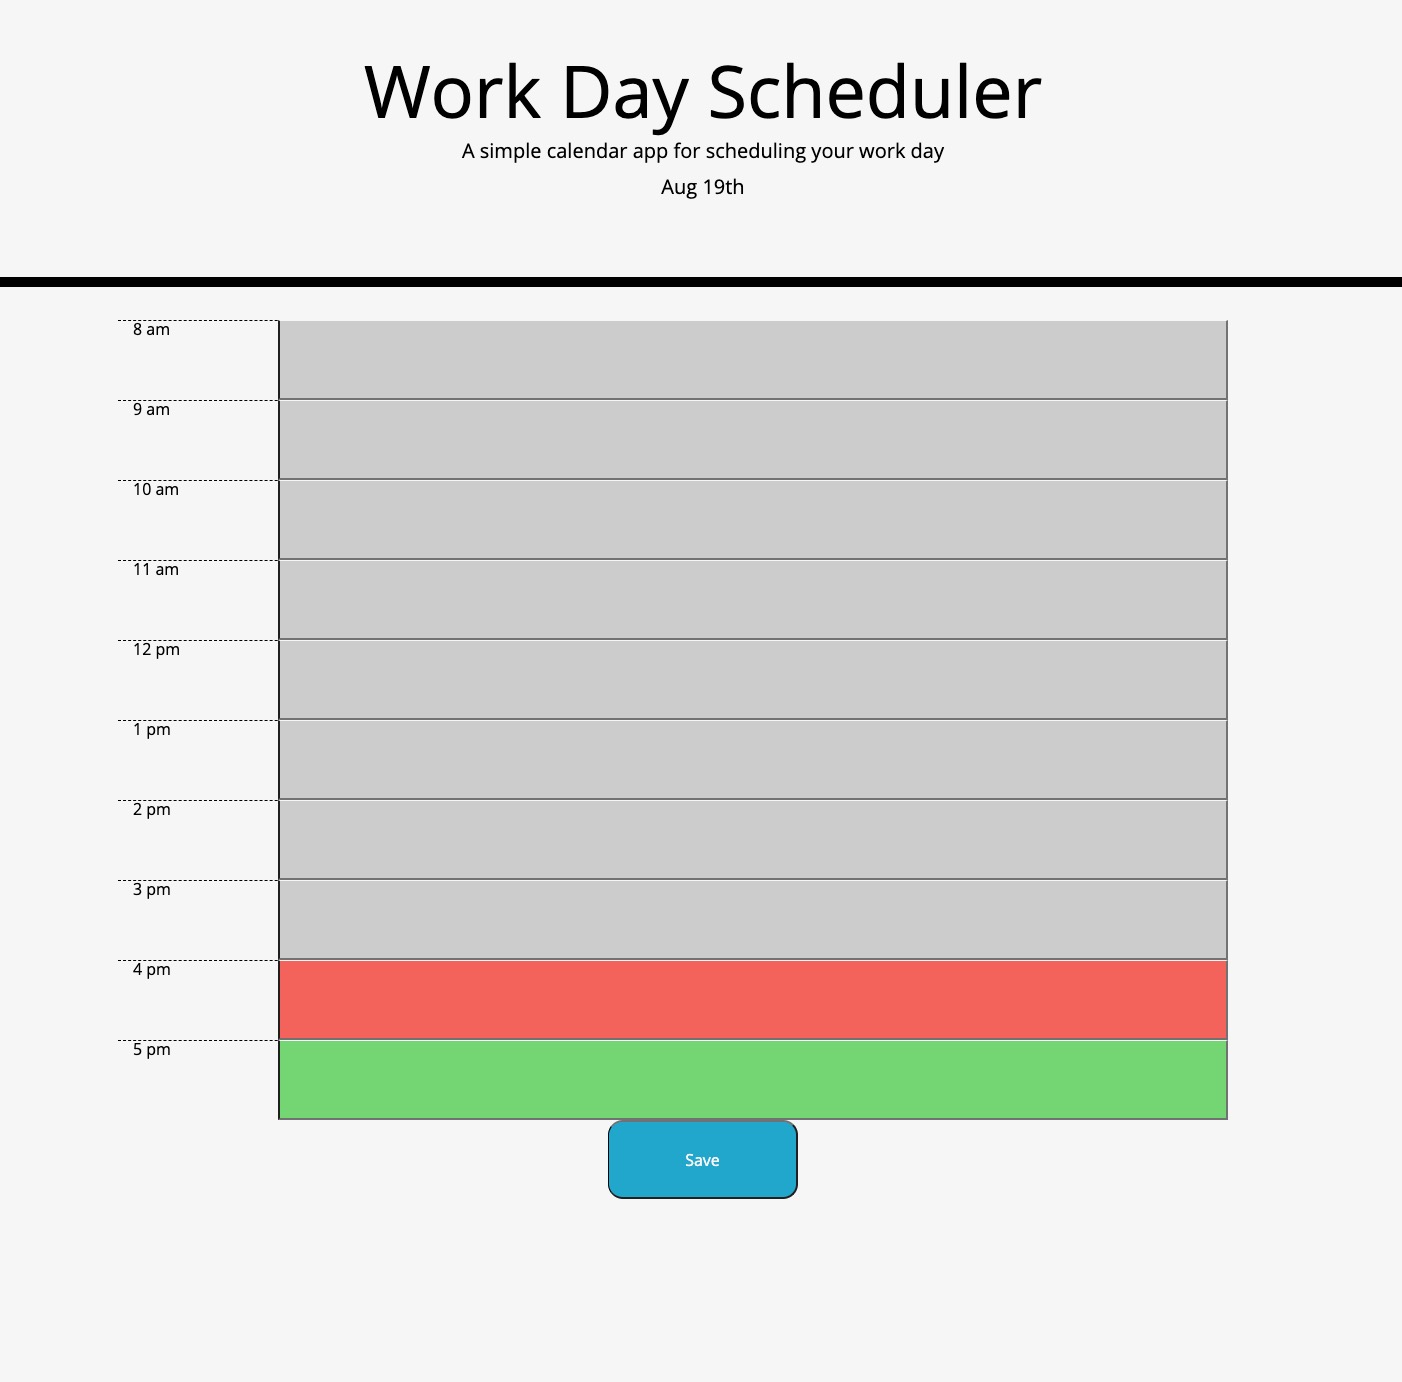 Work Day Scheduler
A simple calendar app for scheduling your work day
Aug 19th
8 am
9 am
10 am
11 am
12 pm
1 pm
2 pm
3 pm
4 pm
5 pm
Save